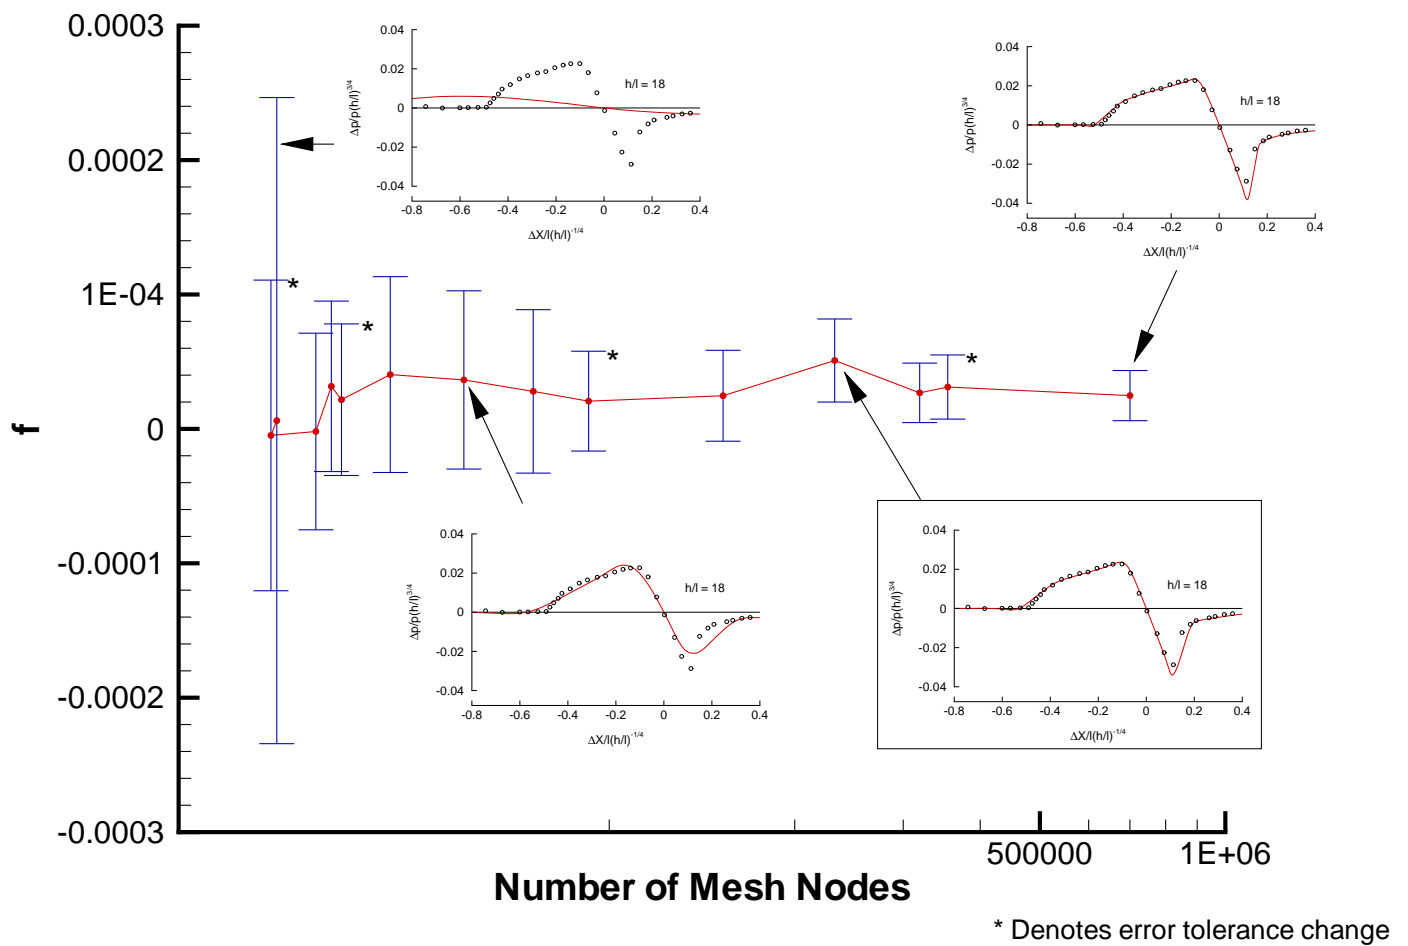 0.0003
0.0002
1E-04
0
-0.0001
-0.0002
-0.0003
f
500000
1E+06
Number of Mesh Nodes
* Denotes error tolerance change
*
*
*
*
0.04
0.02
0
-0.02
-0.04
Δp/p(h/l)^3/4
h/l = 18
-0.8 -0.6 -0.4 -0.2 0 0.2 0.4
ΔX/l(h/l)^-1/4
0.04
0.02
0
-0.02
-0.04
Δp/p(h/l)^3/4
h/l = 18
-0.8 -0.6 -0.4 -0.2 0 0.2 0.4
ΔX/l(h/l)^-1/4
0.04
0.02
0
-0.02
-0.04
Δp/p(h/l)^3/4
h/l = 18
-0.8 -0.6 -0.4 -0.2 0 0.2 0.4
ΔX/l(h/l)^-1/4
0.04
0.02
0
-0.02
-0.04
Δp/p(h/l)^3/4
h/l = 18
-0.8 -0.6 -0.4 -0.2 0 0.2 0.4
ΔX/l(h/l)^-1/4